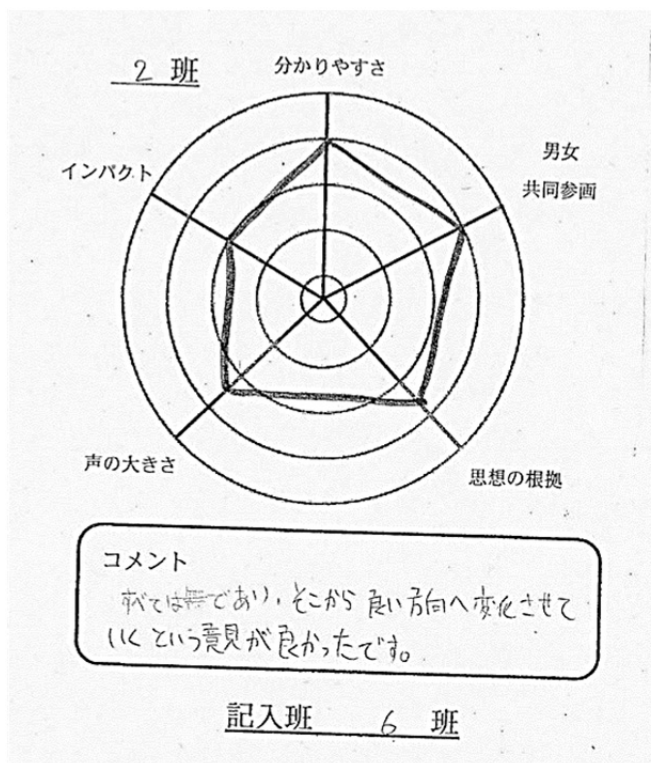 2 班
分かりやすさ
インパクト
男女
共同参画
声の大きさ
思想の根拠
コメント
すべては無であり、そこから良い方向へ変化させて
いくという意見が良かったです。
記入班 6 班